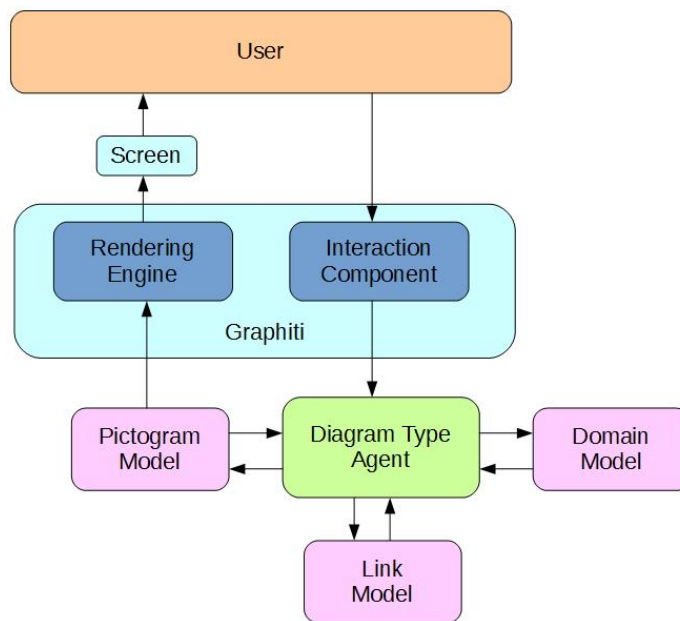 User
Screen
Rendering
Engine
Interaction
Component
Graphiti
Pictogram
Model
Diagram Type
Agent
Domain
Model
Link
Model